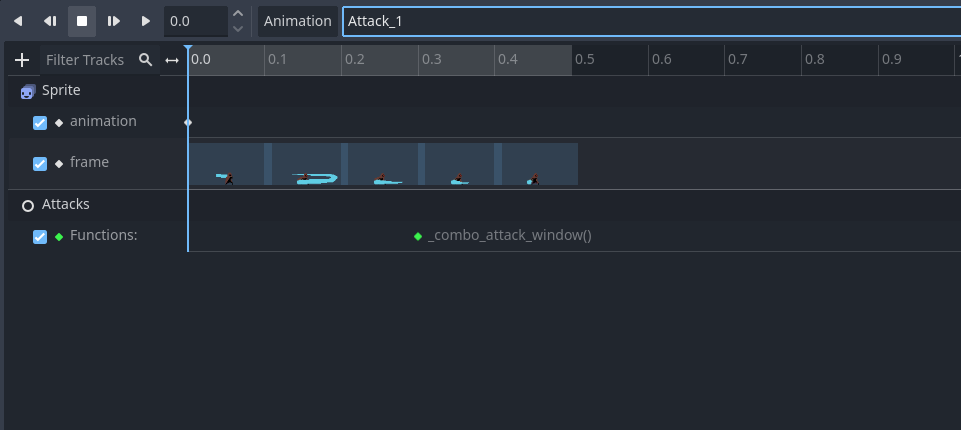 0.0 Animation Attack_1
Filter Tracks 0.0 0.1 0.2 0.3 0.4 0.5 0.6 0.7 0.8 0.9
Sprite
animation
frame
Attacks
Functions: _combo_attack_window()